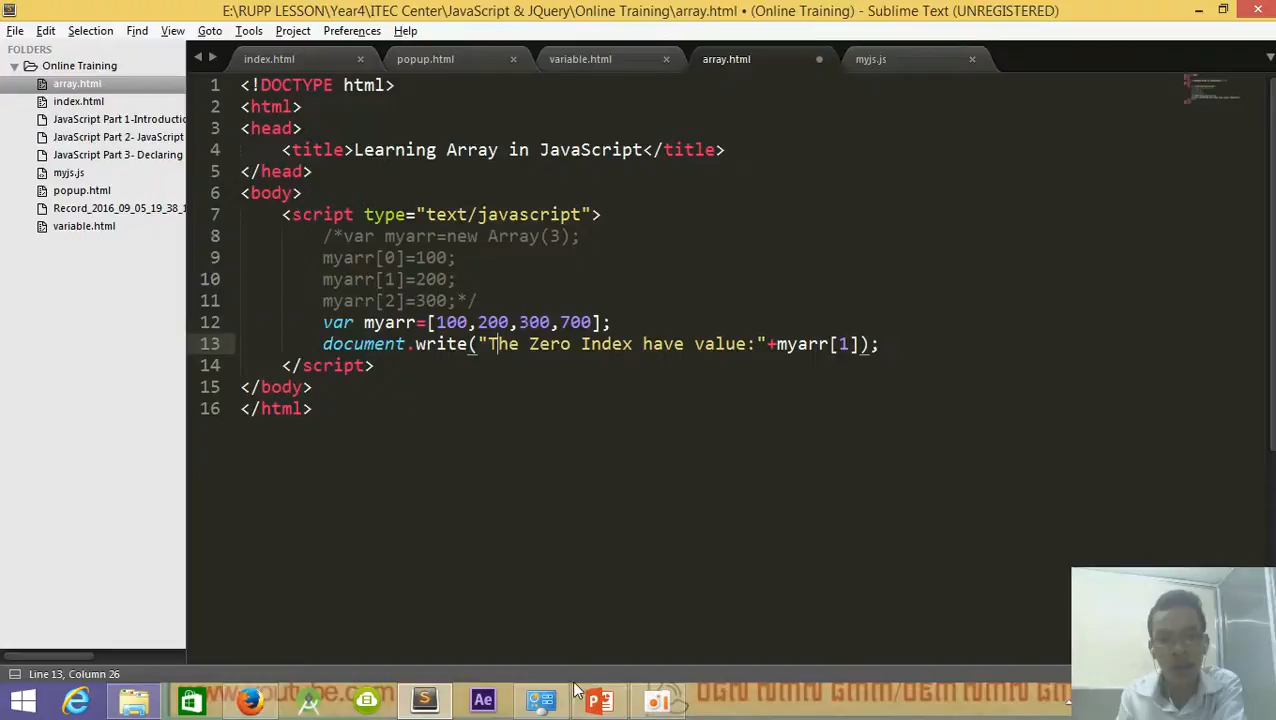 E:\RUPP LESSON\Year4\ITEC Center\JavaScript & JQuery\Online Training\array.html • (Online Training) - Sublime Text (UNREGISTERED)
File Edit Selection Find View Goto Tools Project Preferences Help
FOLDERS
Online Training
array.html
index.html
JavaScript Part 1-Introductio
JavaScript Part 2- JavaScript
JavaScript Part 3- Declaring
myjs.js
popup.html
Record_2016_09_05_19_38_1
variable.html
index.html popup.html variable.html array.html myjs.js
1 <!DOCTYPE html>
2 <html>
3 <head>
4 <title>Learning Array in JavaScript</title>
5 </head>
6 <body>
7 <script type="text/javascript">
8 /*var myarr=new Array(3);
9 myarr[0]=100;
10 myarr[1]=200;
11 myarr[2]=300;*/
12 var myarr=[100,200,300,700];
13 document.write("The Zero Index have value:"+myarr[1]);
14 </script>
15 </body>
16 </html>
Line 13, Column 26
www.youtube.com
Ae